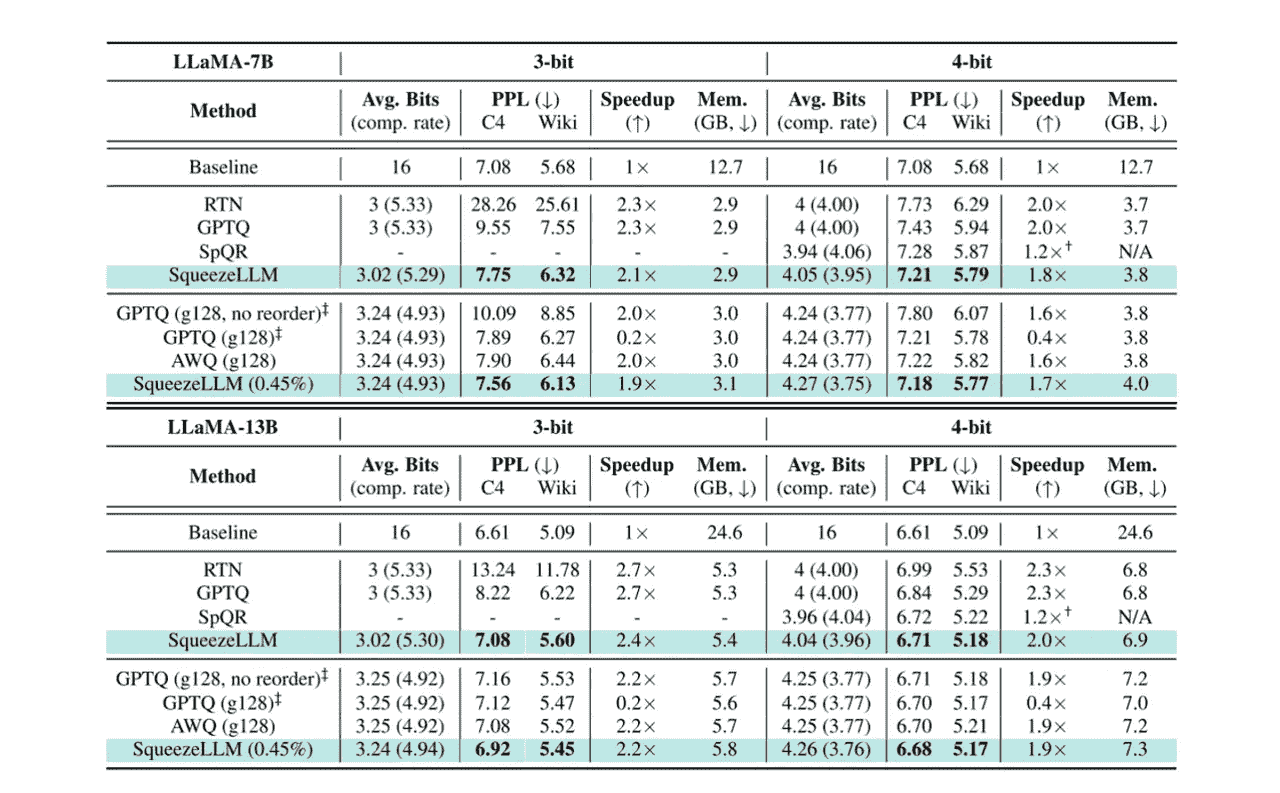 LLaMA-7B 3-bit 4-bit
Method Avg. Bits (comp. rate) PPL (↓) C4 Wiki Speedup (↑) Mem. (GB, ↓) Avg. Bits (comp. rate) PPL (↓) C4 Wiki Speedup (↑) Mem. (GB, ↓)
Baseline 16 7.08 5.68 1× 12.7 16 7.08 5.68 1× 12.7
RTN 3 (5.33) 28.26 25.61 2.3× 2.9 4 (4.00) 7.73 6.29 2.0× 3.7
GPTQ 3 (5.33) 9.55 7.55 2.3× 2.9 4 (4.00) 7.43 5.94 2.0× 3.7
SpQR - - - - - 3.94 (4.06) 7.28 5.87 1.2׆ N/A
SqueezeLLM 3.02 (5.29) 7.75 6.32 2.1× 2.9 4.05 (3.95) 7.21 5.79 1.8× 3.8
GPTQ (g128, no reorder)‡ 3.24 (4.93) 10.09 8.85 2.0× 3.0 4.24 (3.77) 7.80 6.07 1.6× 3.8
GPTQ (g128)‡ 3.24 (4.93) 7.89 6.27 0.2× 3.0 4.24 (3.77) 7.21 5.78 0.4× 3.8
AWQ (g128) 3.24 (4.93) 7.90 6.44 2.0× 3.0 4.24 (3.77) 7.22 5.82 1.6× 3.8
SqueezeLLM (0.45%) 3.24 (4.93) 7.56 6.13 1.9× 3.1 4.27 (3.75) 7.18 5.77 1.7× 4.0
LLaMA-13B 3-bit 4-bit
Method Avg. Bits (comp. rate) PPL (↓) C4 Wiki Speedup (↑) Mem. (GB, ↓) Avg. Bits (comp. rate) PPL (↓) C4 Wiki Speedup (↑) Mem. (GB, ↓)
Baseline 16 6.61 5.09 1× 24.6 16 6.61 5.09 1× 24.6
RTN 3 (5.33) 13.24 11.78 2.7× 5.3 4 (4.00) 6.99 5.53 2.3× 6.8
GPTQ 3 (5.33) 8.22 6.22 2.7× 5.3 4 (4.00) 6.84 5.29 2.3× 6.8
SpQR - - - - - 3.96 (4.04) 6.72 5.22 1.2׆ N/A
SqueezeLLM 3.02 (5.30) 7.08 5.60 2.4× 5.4 4.04 (3.96) 6.71 5.18 2.0× 6.9
GPTQ (g128, no reorder)‡ 3.25 (4.92) 7.16 5.53 2.2× 5.7 4.25 (3.77) 6.71 5.18 1.9× 7.2
GPTQ (g128)‡ 3.25 (4.92) 7.12 5.47 0.2× 5.6 4.25 (3.77) 6.70 5.17 0.4× 7.0
AWQ (g128) 3.25 (4.92) 7.08 5.52 2.2× 5.7 4.25 (3.77) 6.70 5.21 1.9× 7.2
SqueezeLLM (0.45%) 3.24 (4.94) 6.92 5.45 2.2× 5.8 4.26 (3.76) 6.68 5.17 1.9× 7.3